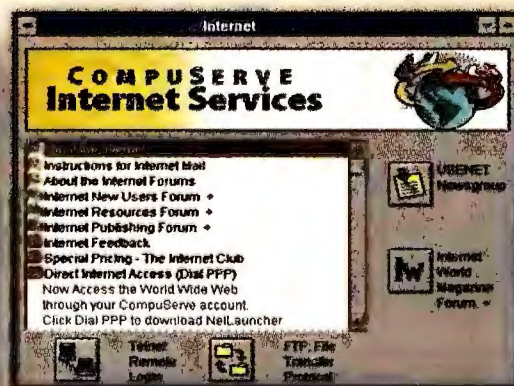 Internet
COMPUSERVE
Internet Services
Instructions for Internet Mail
About the Internet Forums
Internet New Users Forum +
Internet Resources Forum +
Internet Publishing Forum +
Internet Feedback
Special Pricing - The Internet Club
Direct Internet Access (Dial PPP)
Now Access the World Wide Web
through your CompuServe account.
Click Dial PPP to download NetLauncher
USENET
Newsgroup
Iw
Internet
World
Magazine
Forum +
Telnet
Remote
Login
FTP: File
Transfer
Protocol